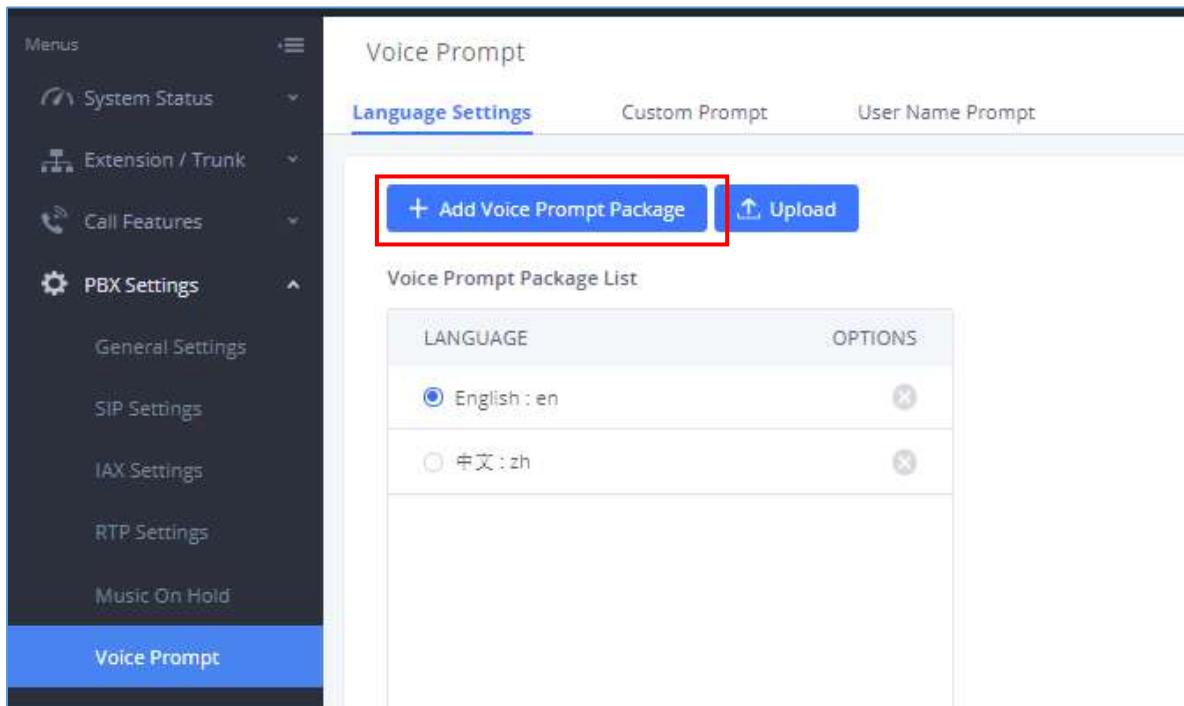 Menus
System Status
Extension / Trunk
Call Features
PBX Settings
General Settings
SIP Settings
IAX Settings
RTP Settings
Music On Hold
Voice Prompt
Voice Prompt
Language Settings Custom Prompt User Name Prompt
+ Add Voice Prompt Package Upload
Voice Prompt Package List
LANGUAGE OPTIONS
English : en
中文 : zh